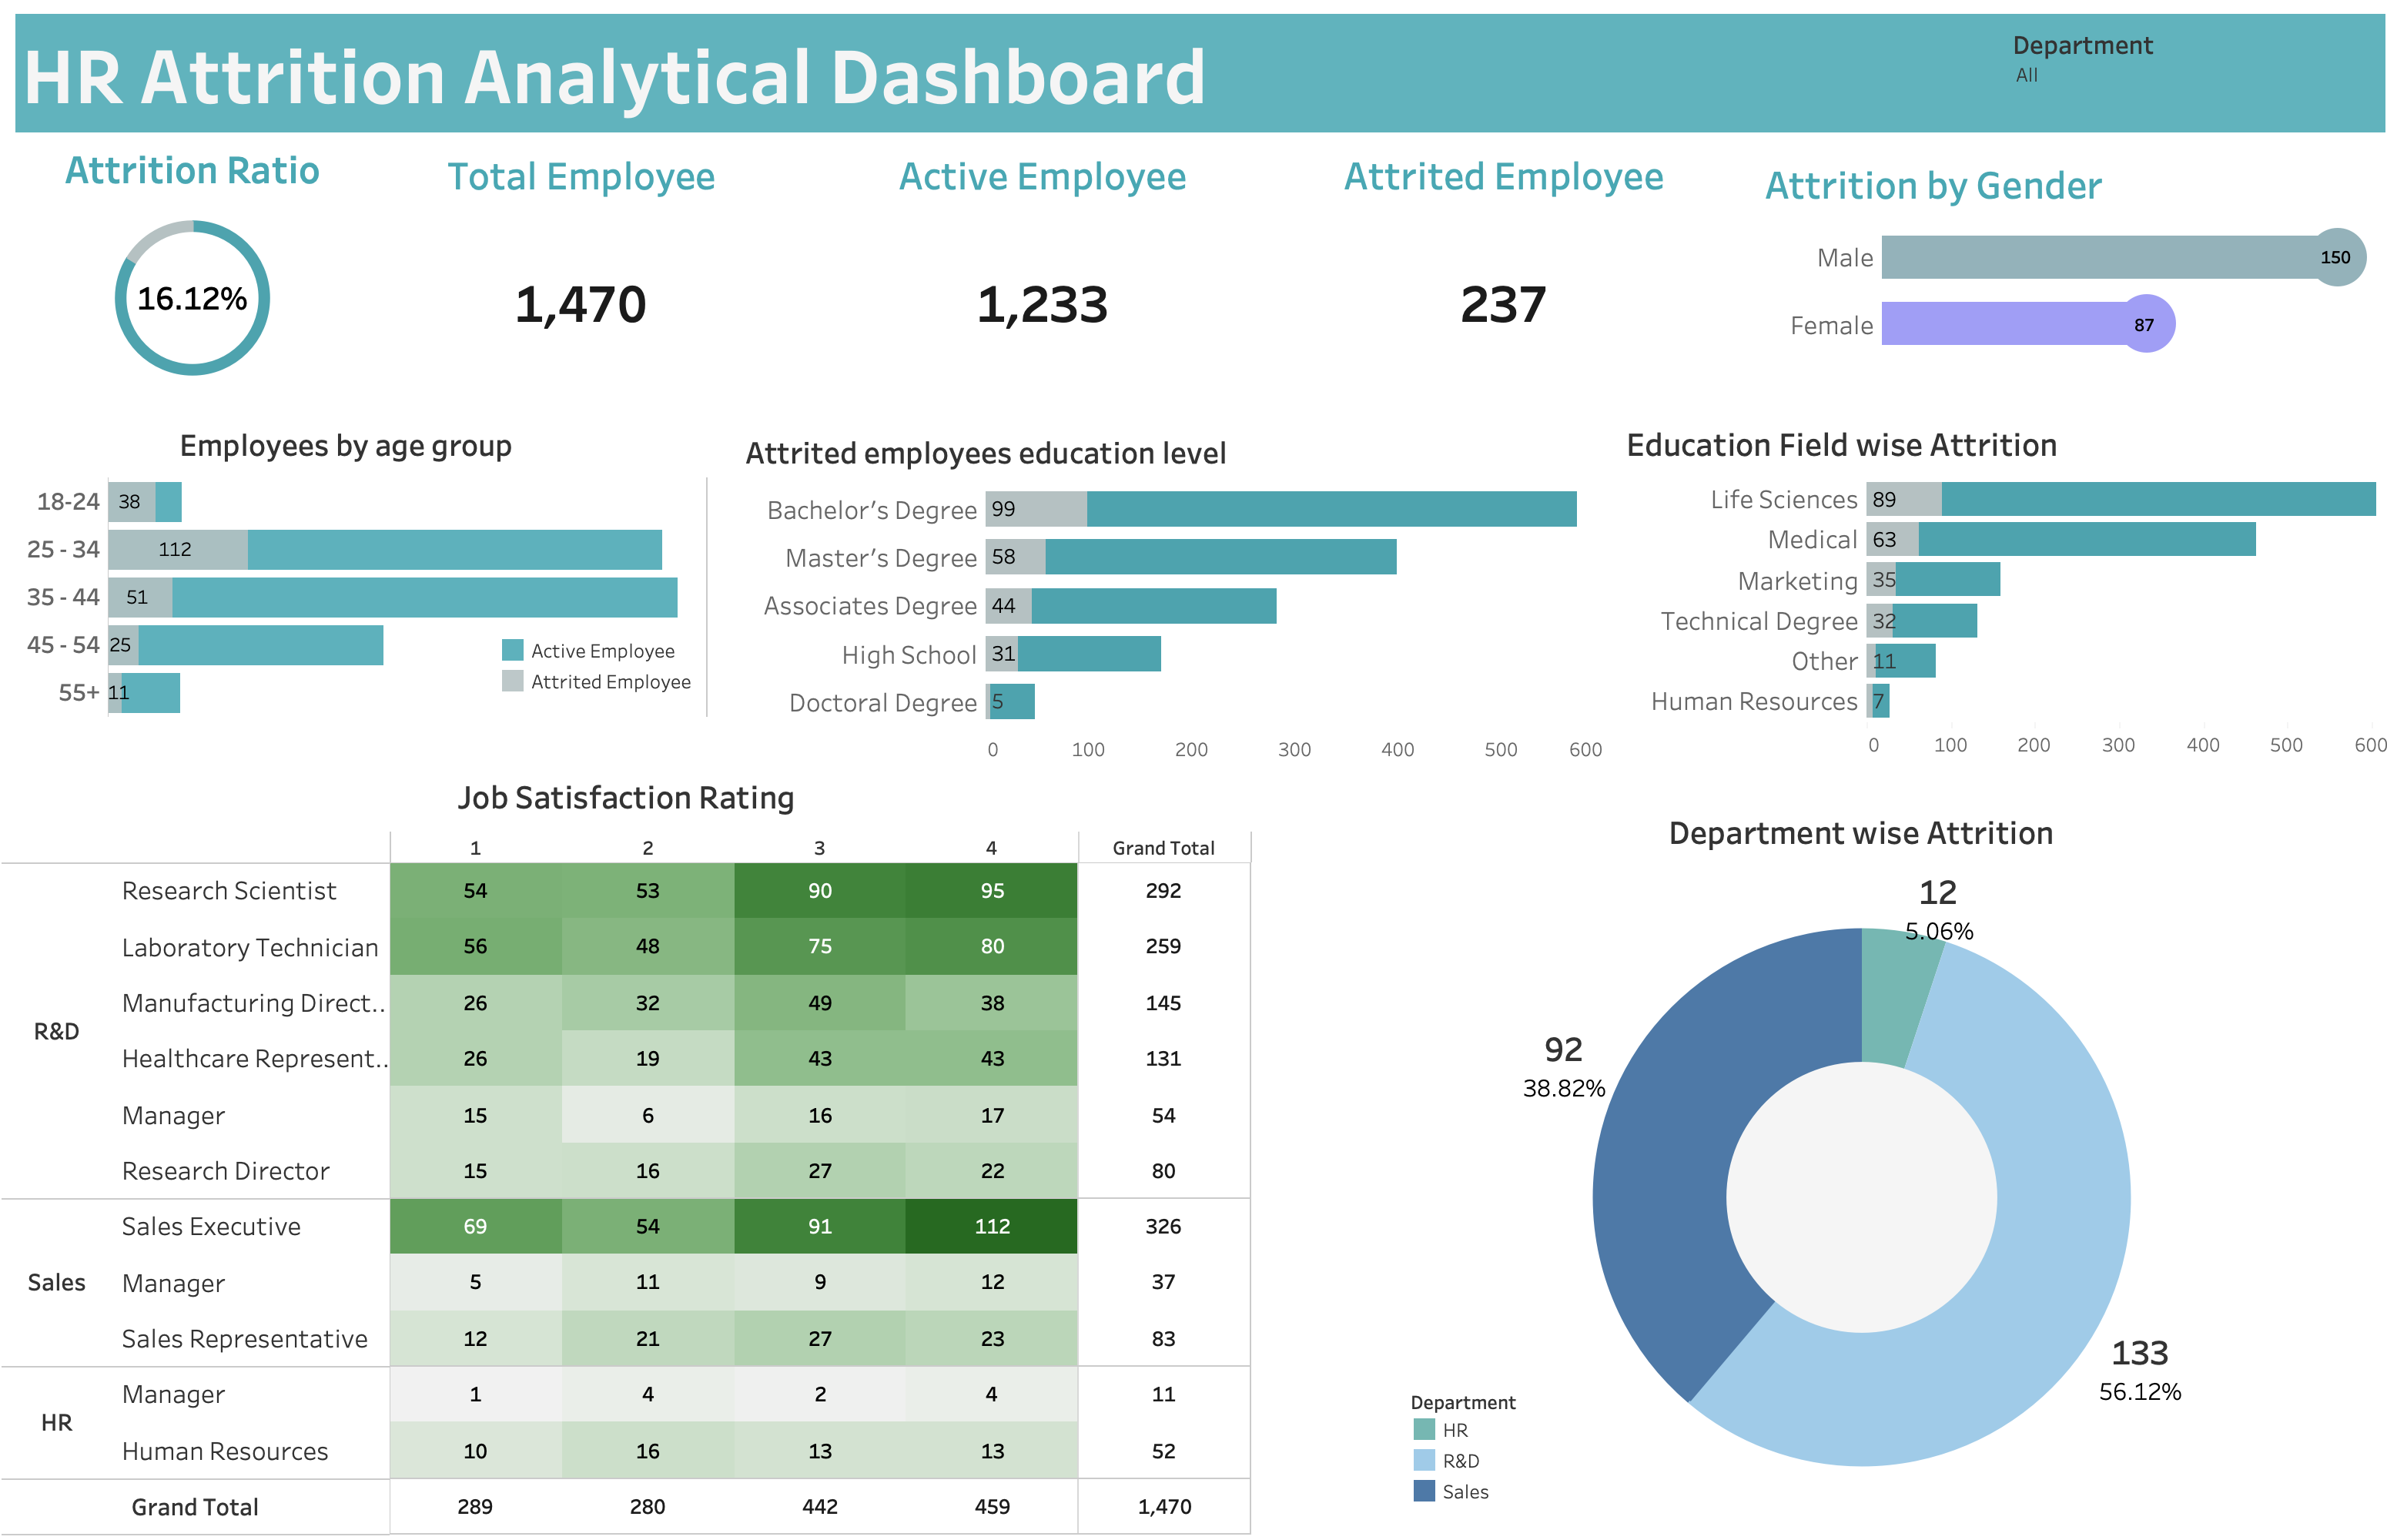 HR Attrition Analytical Dashboard
Department
All
Attrition Ratio
16.12%
Total Employee
1,470
Active Employee
1,233
Attrited Employee
237
Attrition by Gender
Male 150
Female 87
Employees by age group
18-24 38
25 - 34 112
35 - 44 51
45 - 54 25
55+ 11
Active Employee
Attrited Employee
Attrited employees education level
Bachelor’s Degree 99
Master’s Degree 58
Associates Degree 44
High School 31
Doctoral Degree 5
0 100 200 300 400 500 600
Education Field wise Attrition
Life Sciences 89
Medical 63
Marketing 35
Technical Degree 32
Other 11
Human Resources 7
0 100 200 300 400 500 600
Job Satisfaction Rating
1 2 3 4 Grand Total
R&D
Research Scientist 54 53 90 95 292
Laboratory Technician 56 48 75 80 259
Manufacturing Direct.. 26 32 49 38 145
Healthcare Represent.. 26 19 43 43 131
Manager 15 6 16 17 54
Research Director 15 16 27 22 80
Sales
Sales Executive 69 54 91 112 326
Manager 5 11 9 12 37
Sales Representative 12 21 27 23 83
HR
Manager 1 4 2 4 11
Human Resources 10 16 13 13 52
Grand Total 289 280 442 459 1,470
Department wise Attrition
12
5.06%
92
38.82%
133
56.12%
Department
HR
R&D
Sales